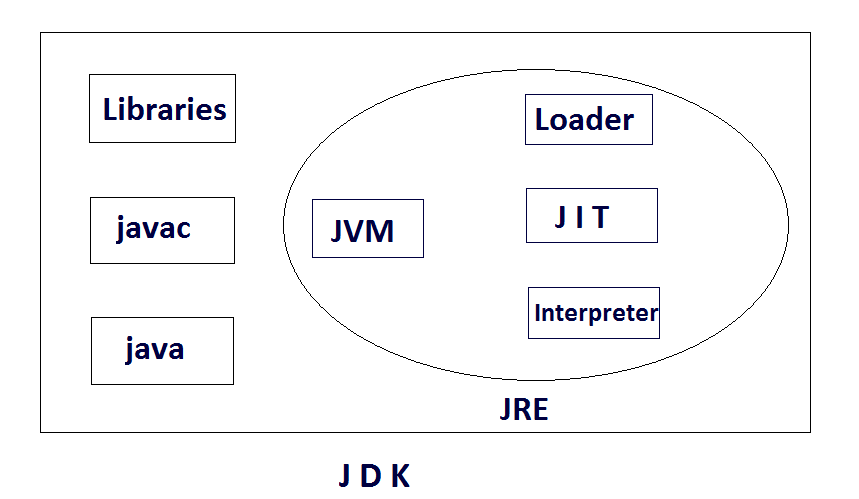 Libraries
javac
java
JVM
Loader
J I T
Interpreter
JRE
J D K